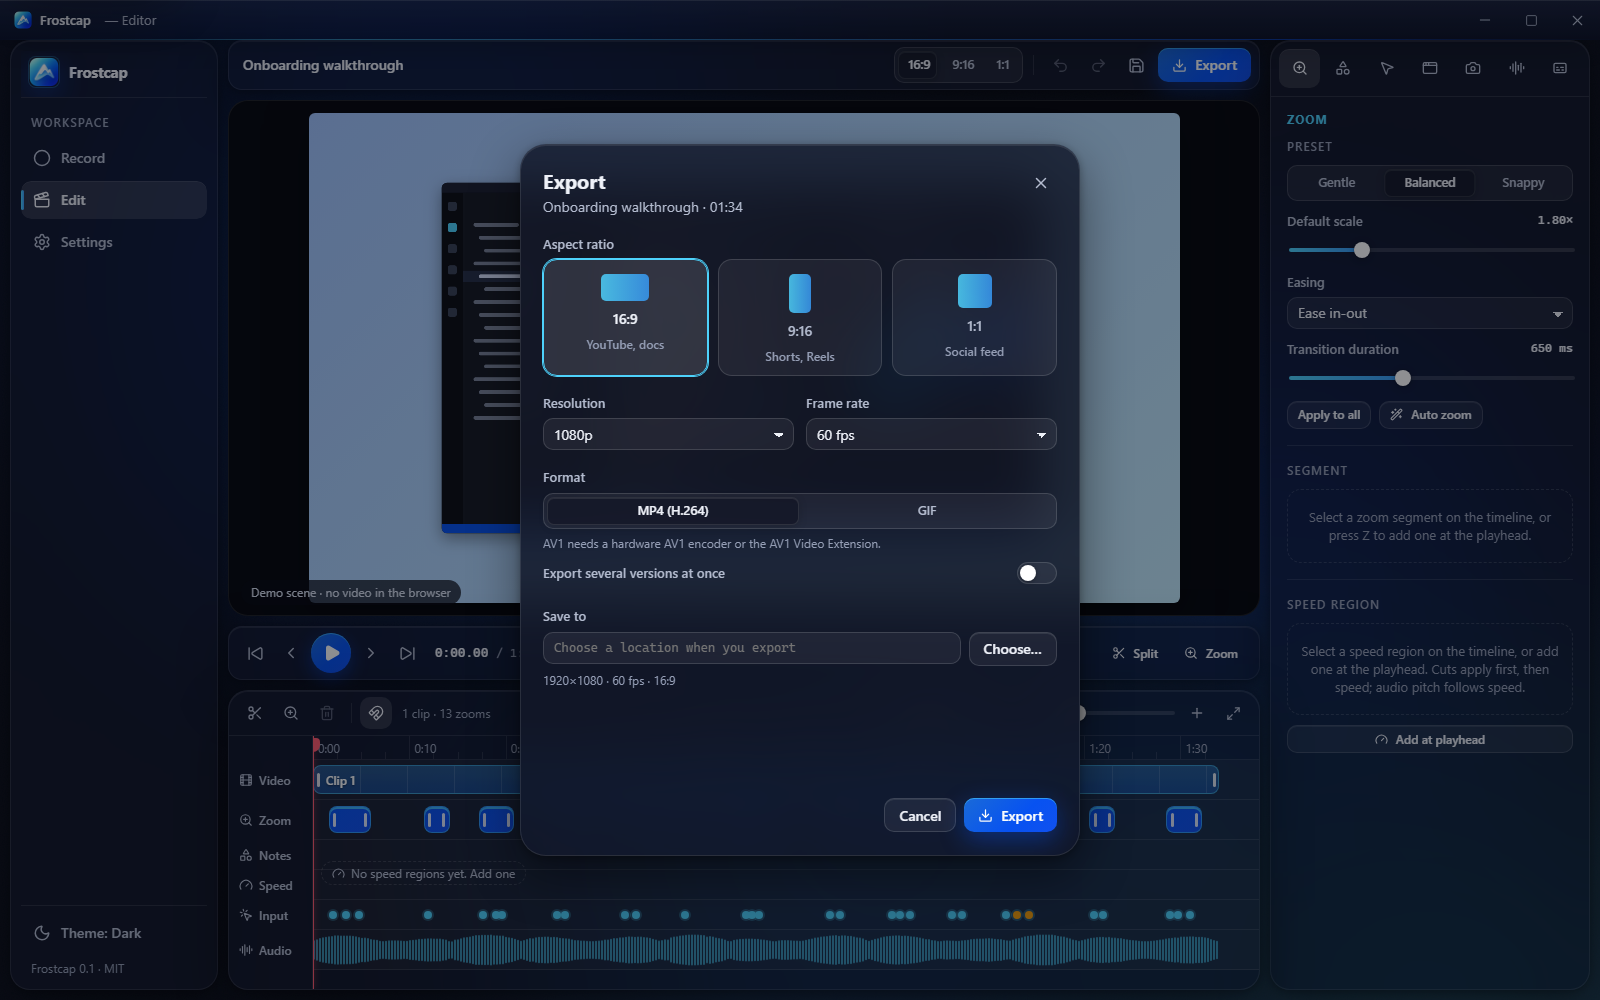 Frostcap — Editor
Frostcap
WORKSPACE
Record
Edit
Settings
Theme: Dark
Frostcap 0.1 · MIT
Onboarding walkthrough
16:9
9:16
1:1
Export
Demo scene · no video in the browser
0:00.00 / 1:
Split
Zoom
1 clip · 13 zooms
0:00
0:10
0:
1:20
1:30
Video
Clip 1
Zoom
Notes
Speed
No speed regions yet. Add one
Input
Audio
Export
Onboarding walkthrough · 01:34
Aspect ratio
16:9
YouTube, docs
9:16
Shorts, Reels
1:1
Social feed
Resolution
Frame rate
1080p
60 fps
Format
MP4 (H.264)
GIF
AV1 needs a hardware AV1 encoder or the AV1 Video Extension.
Export several versions at once
Save to
Choose a location when you export
Choose...
1920×1080 · 60 fps · 16:9
Cancel
Export
ZOOM
PRESET
Gentle
Balanced
Snappy
Default scale
1.80×
Easing
Ease in-out
Transition duration
650 ms
Apply to all
Auto zoom
SEGMENT
Select a zoom segment on the timeline, or
press Z to add one at the playhead.
SPEED REGION
Select a speed region on the timeline, or add
one at the playhead. Cuts apply first, then
speed; audio pitch follows speed.
Add at playhead